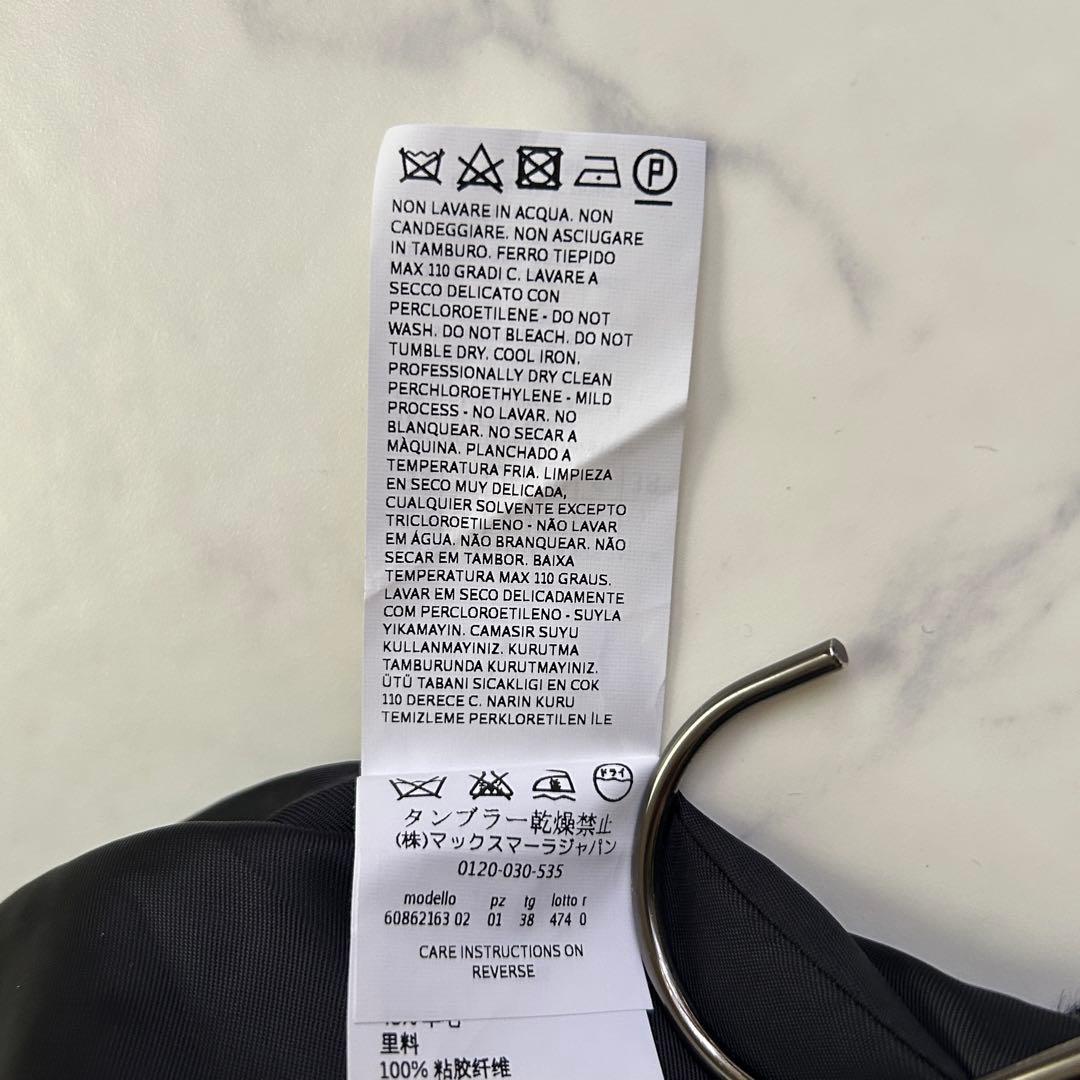 P
NON LAVARE IN ACQUA. NON
CANDEGGIARE. NON ASCIUGARE
IN TAMBURO. FERRO TIEPIDO
MAX 110 GRADI C. LAVARE A
SECCO DELICATO CON
PERCLOROETILENE - DO NOT
WASH. DO NOT BLEACH. DO NOT
TUMBLE DRY. COOL IRON.
PROFESSIONALLY DRY CLEAN
PERCHLOROETHYLENE - MILD
PROCESS - NO LAVAR. NO
BLANQUEAR. NO SECAR A
MÀQUINA. PLANCHADO A
TEMPERATURA FRIA. LIMPIEZA
EN SECO MUY DELICADA,
CUALQUIER SOLVENTE EXCEPTO
TRICLOROETILENO - NÃO LAVAR
EM ÁGUA. NÃO BRANQUEAR. NÃO
SECAR EM TAMBOR. BAIXA
TEMPERATURA MAX 110 GRAUS.
LAVAR EM SECO DELICADAMENTE
COM PERCLOROETILENO - SUYLA
YIKAMAYIN. CAMASIR SUYU
KULLANMAYINIZ. KURUTMA
TAMBURUNDA KURUTMAYINIZ.
ÜTÜ TABANI SICAKLIGI EN COK
110 DERECE C. NARIN KURU
TEMIZLEME PERKLORETILEN İLE
ドライ
タンブラー乾燥禁止
(株)マックスマーラジャパン
0120-030-535
modello pz tg lotto r
60862163 02 01 38 474 0
CARE INSTRUCTIONS ON
REVERSE
里料
100% 粘胶纤维